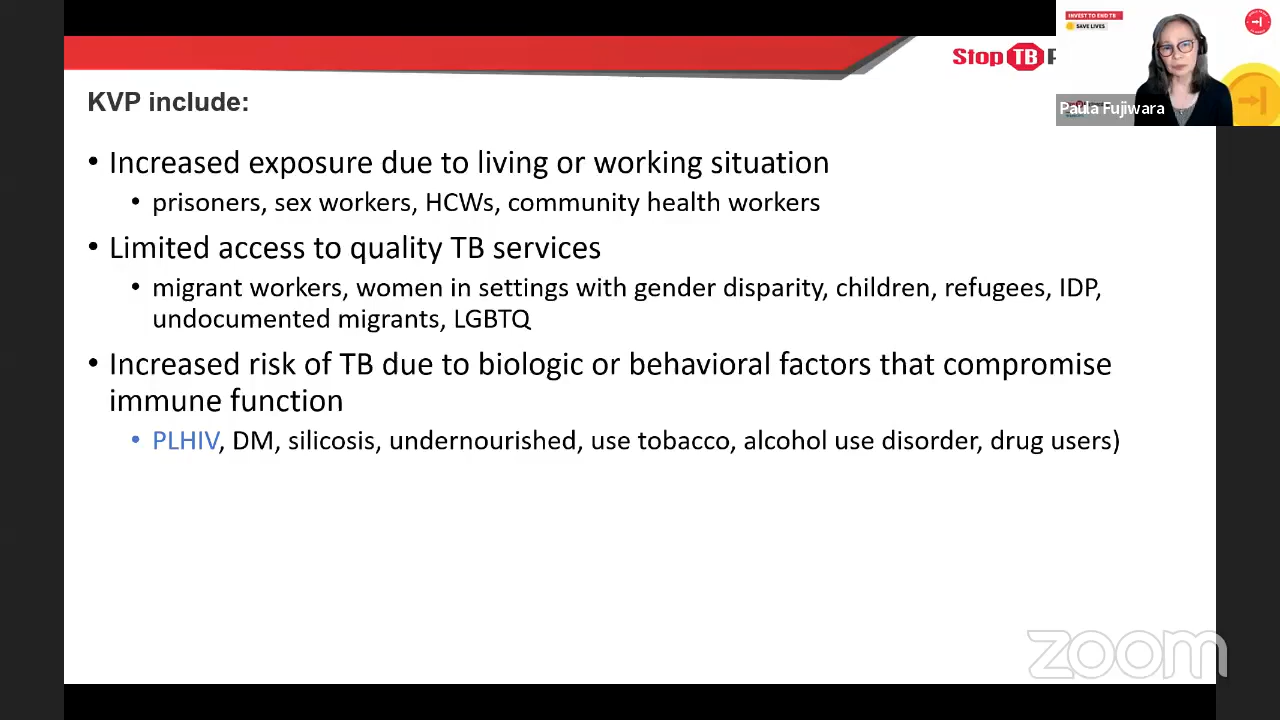 INVEST TO END TB
SAVE LIVES
Stop TB P
Paula Fujiwara
KVP include:
• Increased exposure due to living or working situation
• prisoners, sex workers, HCWs, community health workers
• Limited access to quality TB services
• migrant workers, women in settings with gender disparity, children, refugees, IDP,
undocumented migrants, LGBTQ
• Increased risk of TB due to biologic or behavioral factors that compromise
immune function
• PLHIV, DM, silicosis, undernourished, use tobacco, alcohol use disorder, drug users)
zoom